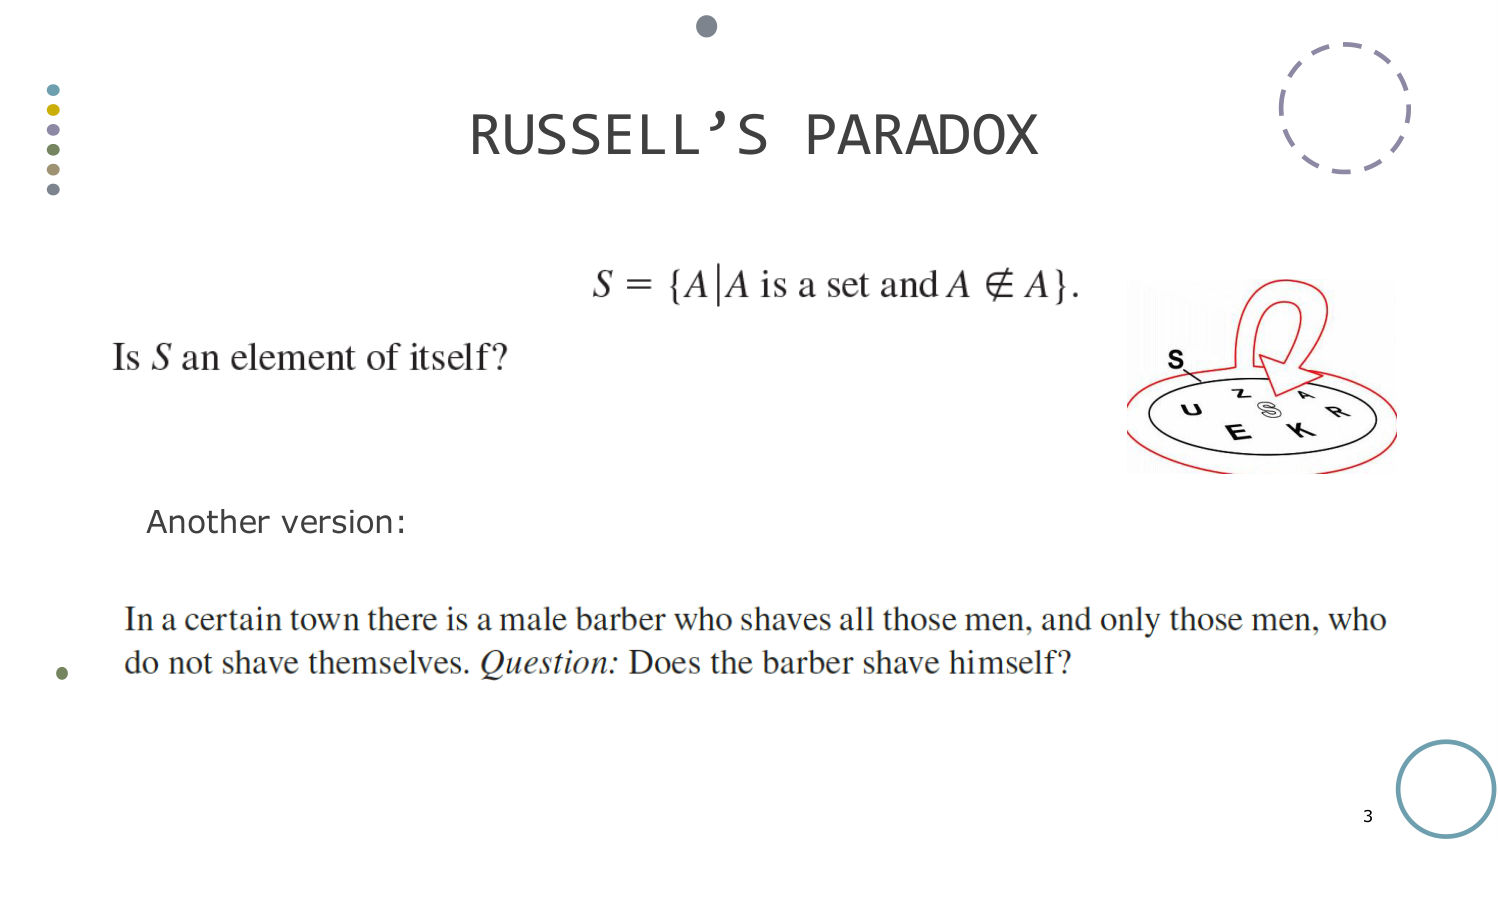 RUSSELL’S PARADOX
S = {A|A is a set and A ∉ A}.
Is S an element of itself?
S
U Z S A R
E K
Another version:
In a certain town there is a male barber who shaves all those men, and only those men, who
do not shave themselves. Question: Does the barber shave himself?
3